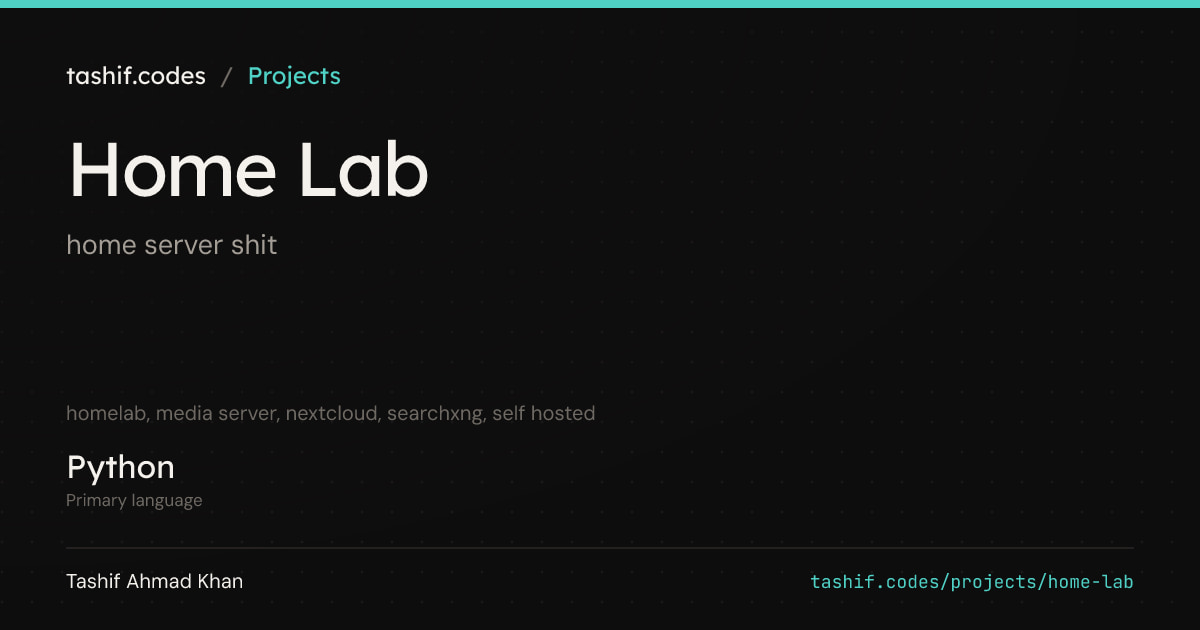 tashif.codes / Projects
Home Lab
home server shit
homelab, media server, nextcloud, searchxng, self hosted
Python
Primary language
Tashif Ahmad Khan
tashif.codes/projects/home-lab